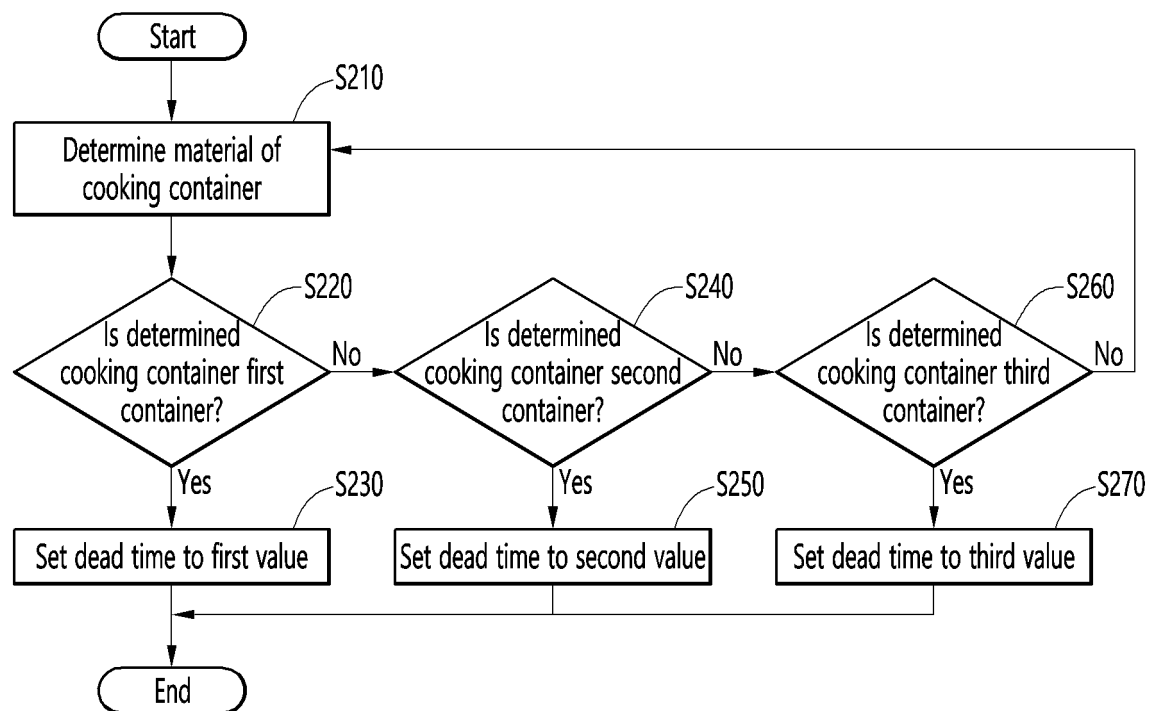 Start
S210
Determine material of
cooking container
S220
Is determined
cooking container first
container?
No
Yes
S240
Is determined
cooking container second
container?
No
Yes
S260
Is determined
cooking container third
container?
No
Yes
S230
Set dead time to first value
S250
Set dead time to second value
S270
Set dead time to third value
End